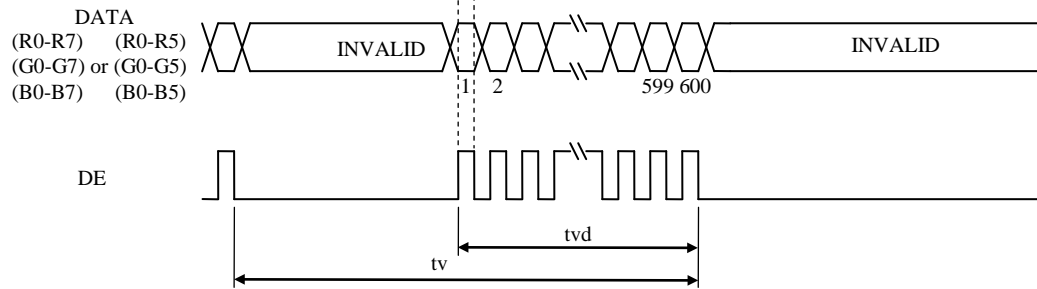 DATA
(R0-R7) (R0-R5)
(G0-G7) or (G0-G5)
(B0-B7) (B0-B5)
INVALID
INVALID
1 2 599 600
DE
tvd
tv